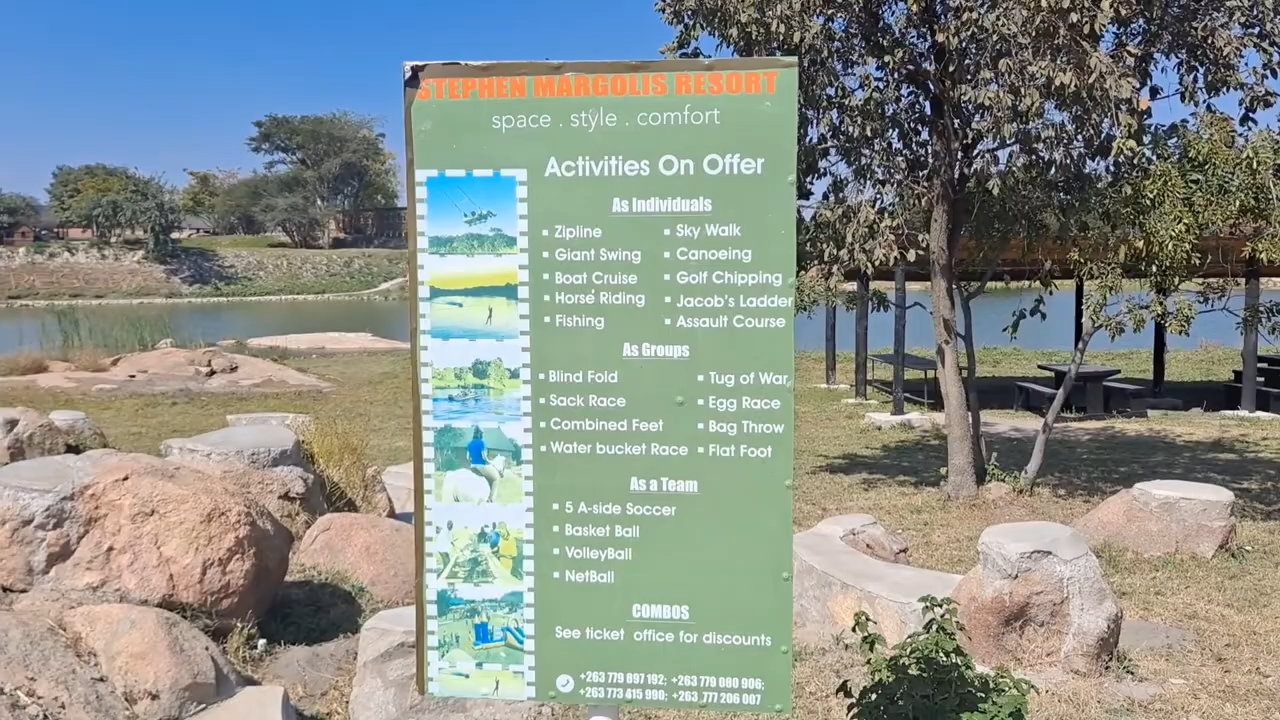 STEPHEN MARGOLIS RESORT
space . style . comfort
Activities On Offer
As Individuals
▪ Zipline
▪ Giant Swing
▪ Boat Cruise
▪ Horse Riding
▪ Fishing
▪ Sky Walk
▪ Canoeing
▪ Golf Chipping
▪ Jacob's Ladder
▪ Assault Course
As Groups
▪ Blind Fold
▪ Sack Race
▪ Combined Feet
▪ Water bucket Race
▪ Tug of War,
▪ Egg Race
▪ Bag Throw
▪ Flat Foot
As a Team
▪ 5 A-side Soccer
▪ Basket Ball
▪ VolleyBall
▪ NetBall
COMBOS
See ticket office for discounts
+263 779 897 192; +263 779 080 906;
+263 773 415 990; +263 777 206 007